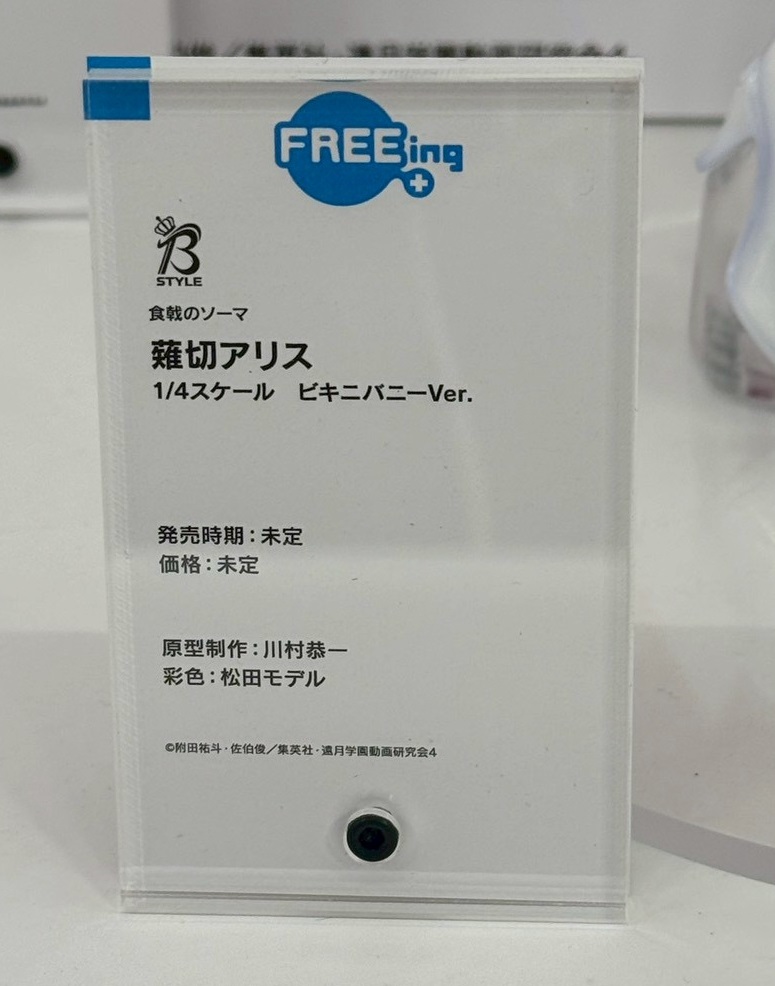 FREEing
B
STYLE
食戟のソーマ
薙切アリス
1/4スケール　ビキニバニーVer.
発売時期：未定
価格：未定
原型制作：川村恭一
彩色：松田モデル
©附田祐斗・佐伯俊／集英社・遠月学園動画研究会4